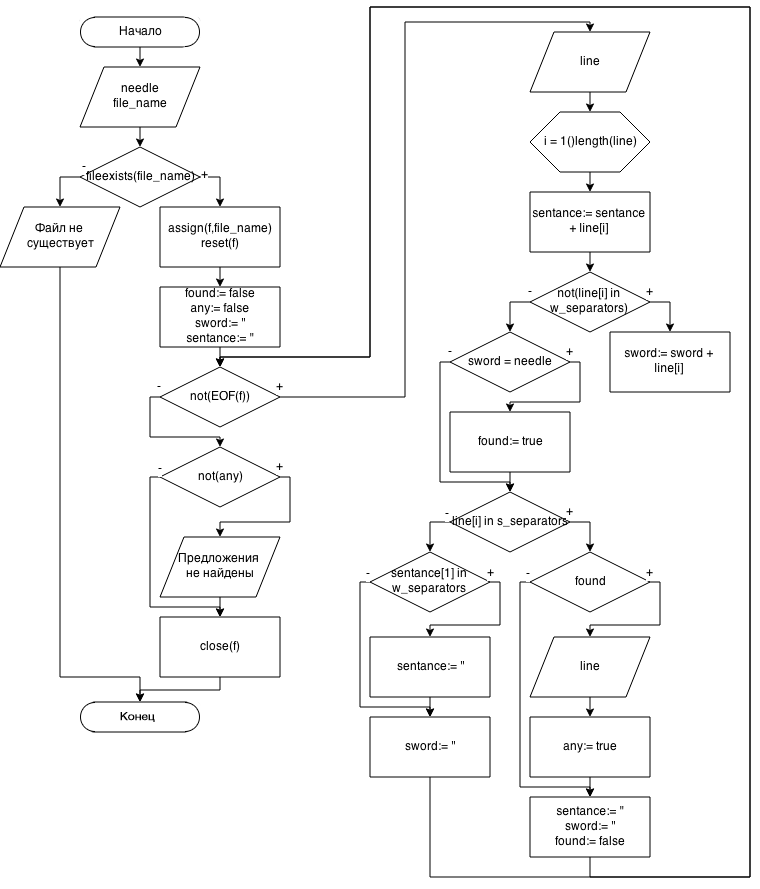 Начало
needle
file_name
-
fileexists(file_name)
+
Файл не
существует
assign(f,file_name)
reset(f)
found:= false
any:= false
sword:= "
sentance:= "
-
not(EOF(f))
+
-
not(any)
+
Предложения
не найдены
close(f)
Конец
line
i = 1()length(line)
sentance:= sentance
+ line[i]
-
not(line[i] in
w_separators)
+
sword:= sword +
line[i]
-
sword = needle
+
found:= true
-
line[i] in s_separators
+
-
sentance[1] in
w_separators
+
sentance:= "
sword:= "
-
found
+
line
any:= true
sentance:= "
sword:= "
found:= false